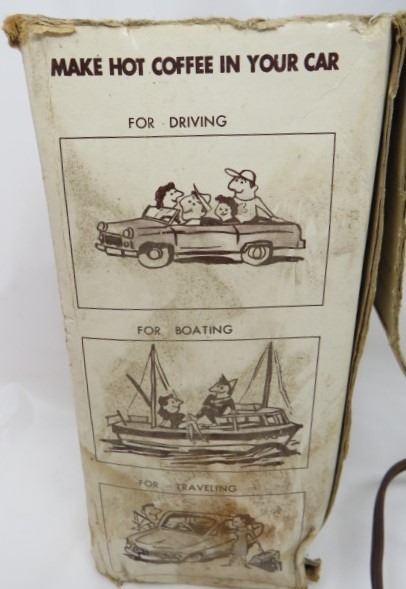 MAKE HOT COFFEE IN YOUR CAR
FOR DRIVING
FOR BOATING
FOR TRAVELING